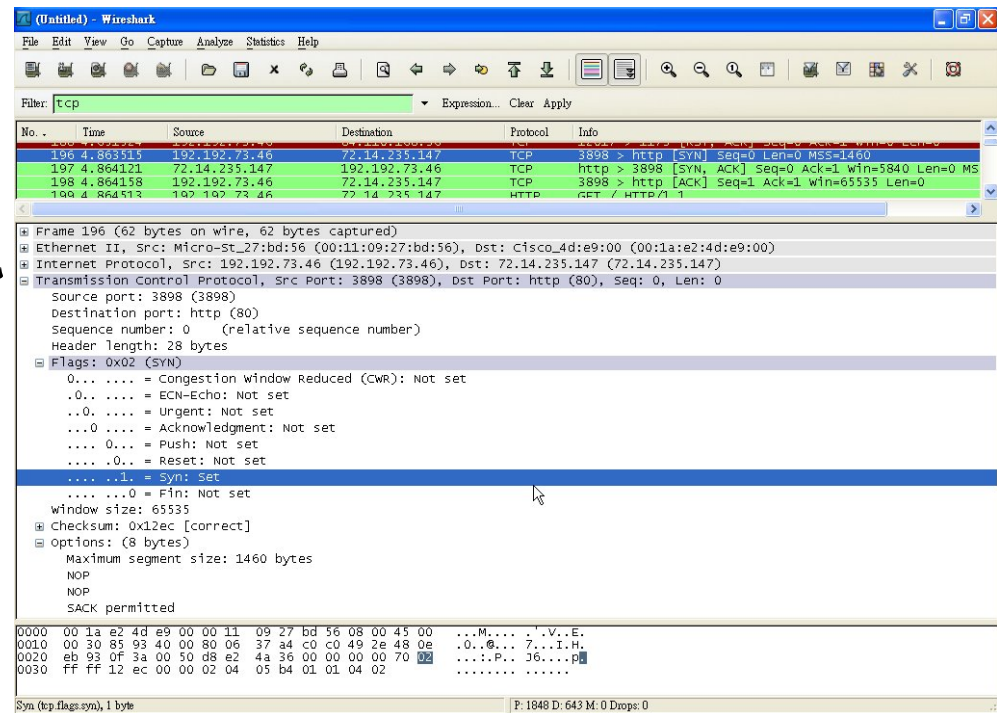 (Untitled) - Wireshark
File Edit View Go Capture Analyze Statistics Help
Filter: tcp Expression... Clear Apply
No. . Time Source Destination Protocol Info
196 4.863515 192.192.73.46 72.14.235.147 TCP 3898 > http [SYN] Seq=0 Len=0 MSS=1460
197 4.864121 72.14.235.147 192.192.73.46 TCP http > 3898 [SYN, ACK] Seq=0 Ack=1 Win=5840 Len=0 MS
198 4.864158 192.192.73.46 72.14.235.147 TCP 3898 > http [ACK] Seq=1 Ack=1 Win=65535 Len=0
199 4.864513 192.192.73.46 72.14.235.147 HTTP GET / HTTP/1.1
Frame 196 (62 bytes on wire, 62 bytes captured)
Ethernet II, Src: Micro-St_27:bd:56 (00:11:09:27:bd:56), Dst: Cisco_4d:e9:00 (00:1a:e2:4d:e9:00)
Internet Protocol, Src: 192.192.73.46 (192.192.73.46), Dst: 72.14.235.147 (72.14.235.147)
Transmission Control Protocol, Src Port: 3898 (3898), Dst Port: http (80), Seq: 0, Len: 0
Source port: 3898 (3898)
Destination port: http (80)
Sequence number: 0 (relative sequence number)
Header length: 28 bytes
Flags: 0x02 (SYN)
0... .... = Congestion Window Reduced (CWR): Not set
.0.. .... = ECN-Echo: Not set
..0. .... = Urgent: Not set
...0 .... = Acknowledgment: Not set
.... 0... = Push: Not set
.... .0.. = Reset: Not set
.... ..1. = Syn: Set
.... ...0 = Fin: Not set
Window size: 65535
Checksum: 0x12ec [correct]
Options: (8 bytes)
Maximum segment size: 1460 bytes
NOP
NOP
SACK permitted
0000 00 1a e2 4d e9 00 00 11 09 27 bd 56 08 00 45 00 ...M.... .'.V..E.
0010 00 30 85 93 40 00 80 06 37 a4 c0 c0 49 2e 48 0e .0..@... 7...I.H.
0020 eb 93 0f 3a 00 50 d8 e2 4a 36 00 00 00 00 70 02 ...:.P.. J6....p.
0030 ff ff 12 ec 00 00 02 04 05 b4 01 01 04 02 ........ ......
Syn (tcp.flags.syn), 1 byte P: 1848 D: 643 M: 0 Drops: 0